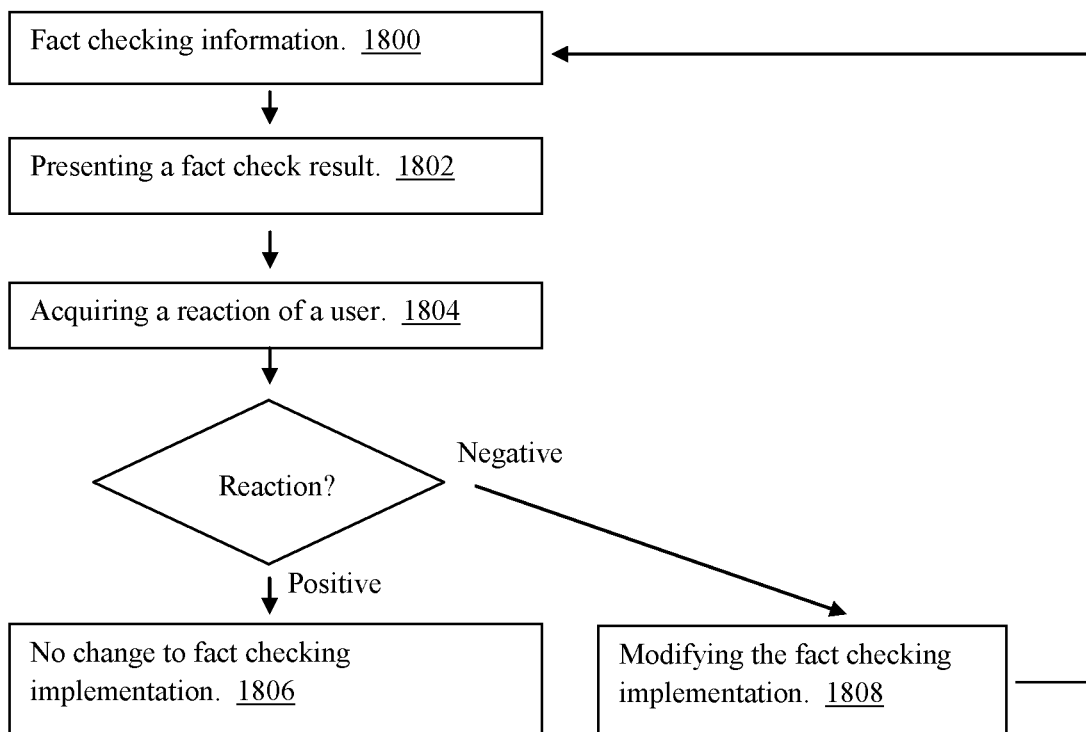 Fact checking information. 1800
Presenting a fact check result. 1802
Acquiring a reaction of a user. 1804
Reaction?
Negative
Positive
No change to fact checking
implementation. 1806
Modifying the fact checking
implementation. 1808